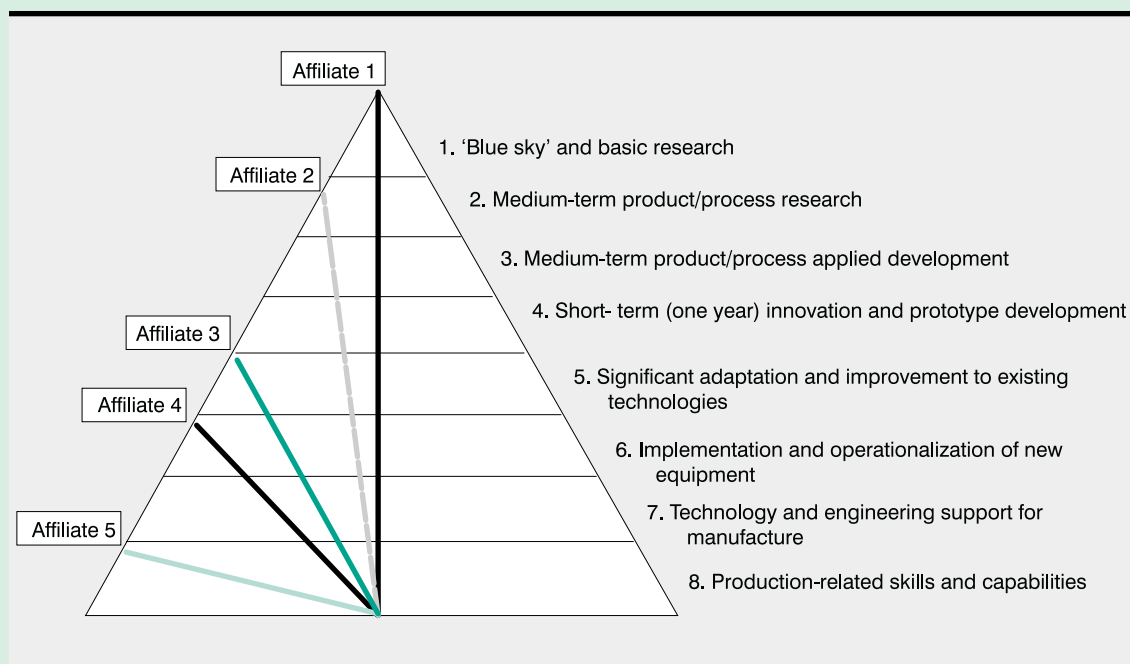 Affiliate 1
1. ‘Blue sky’ and basic research
Affiliate 2
2. Medium-term product/process research
3. Medium-term product/process applied development
4. Short- term (one year) innovation and prototype development
Affiliate 3
5. Significant adaptation and improvement to existing
technologies
Affiliate 4
6. Implementation and operationalization of new
equipment
7. Technology and engineering support for
manufacture
Affiliate 5
8. Production-related skills and capabilities